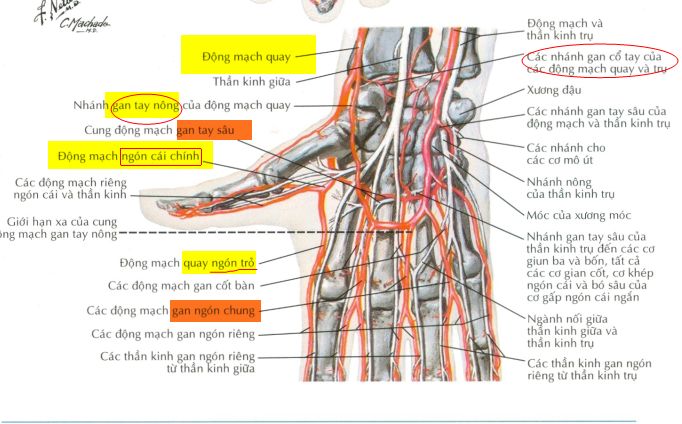 F. Netter
M.D.
C. Machado
M.D.
Động mạch quay
Thần kinh giữa
Nhánh gan tay nông của động mạch quay
Cung động mạch gan tay sâu
Động mạch ngón cái chính
Các động mạch riêng
ngón cái và thần kinh
Giới hạn xa của cung
động mạch gan tay nông
Động mạch quay ngón trỏ
Các động mạch gan cốt bàn
Các động mạch gan ngón chung
Các động mạch gan ngón riêng
Các thần kinh gan ngón riêng
từ thần kinh giữa
Động mạch và
thần kinh trụ
Các nhánh gan cổ tay của
các động mạch quay và trụ
Xương đậu
Các nhánh gan tay sâu của
động mạch và thần kinh trụ
Các nhánh cho
các cơ mô út
Nhánh nông
của thần kinh trụ
Móc của xương móc
Nhánh gan tay sâu của
thần kinh trụ đến các cơ
giun ba và bốn, tất cả
các cơ gian cốt, cơ khép
ngón cái và bó sâu của
cơ gấp ngón cái ngắn
Ngành nối giữa
thần kinh giữa và
thần kinh trụ
Các thần kinh gan ngón
riêng từ thần kinh trụ